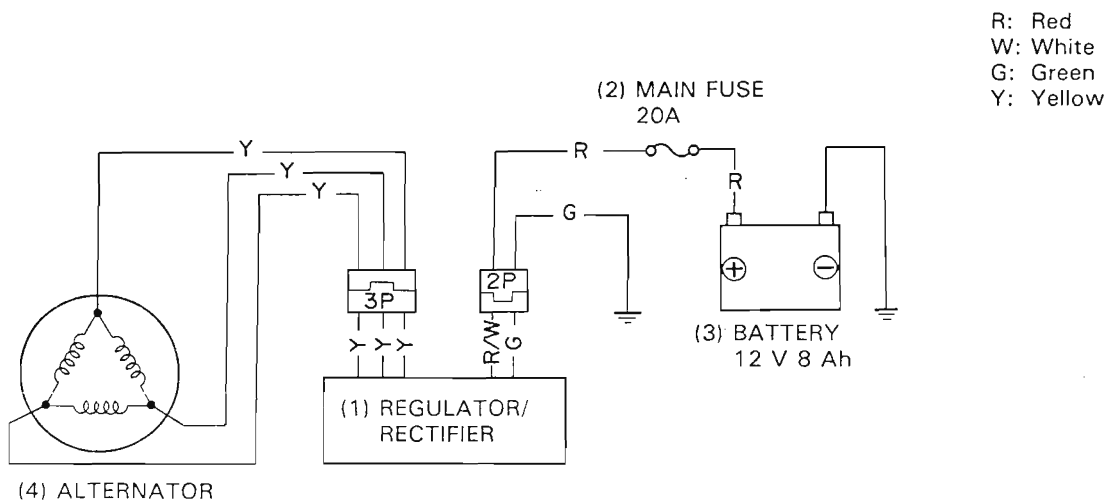 R: Red
W: White
G: Green
Y: Yellow
(2) MAIN FUSE
20A
Y
Y
Y
R
R
G
3P
2P
Y
Y
Y
R/W
G
+
−
(3) BATTERY
12 V 8 Ah
(1) REGULATOR/
RECTIFIER
(4) ALTERNATOR